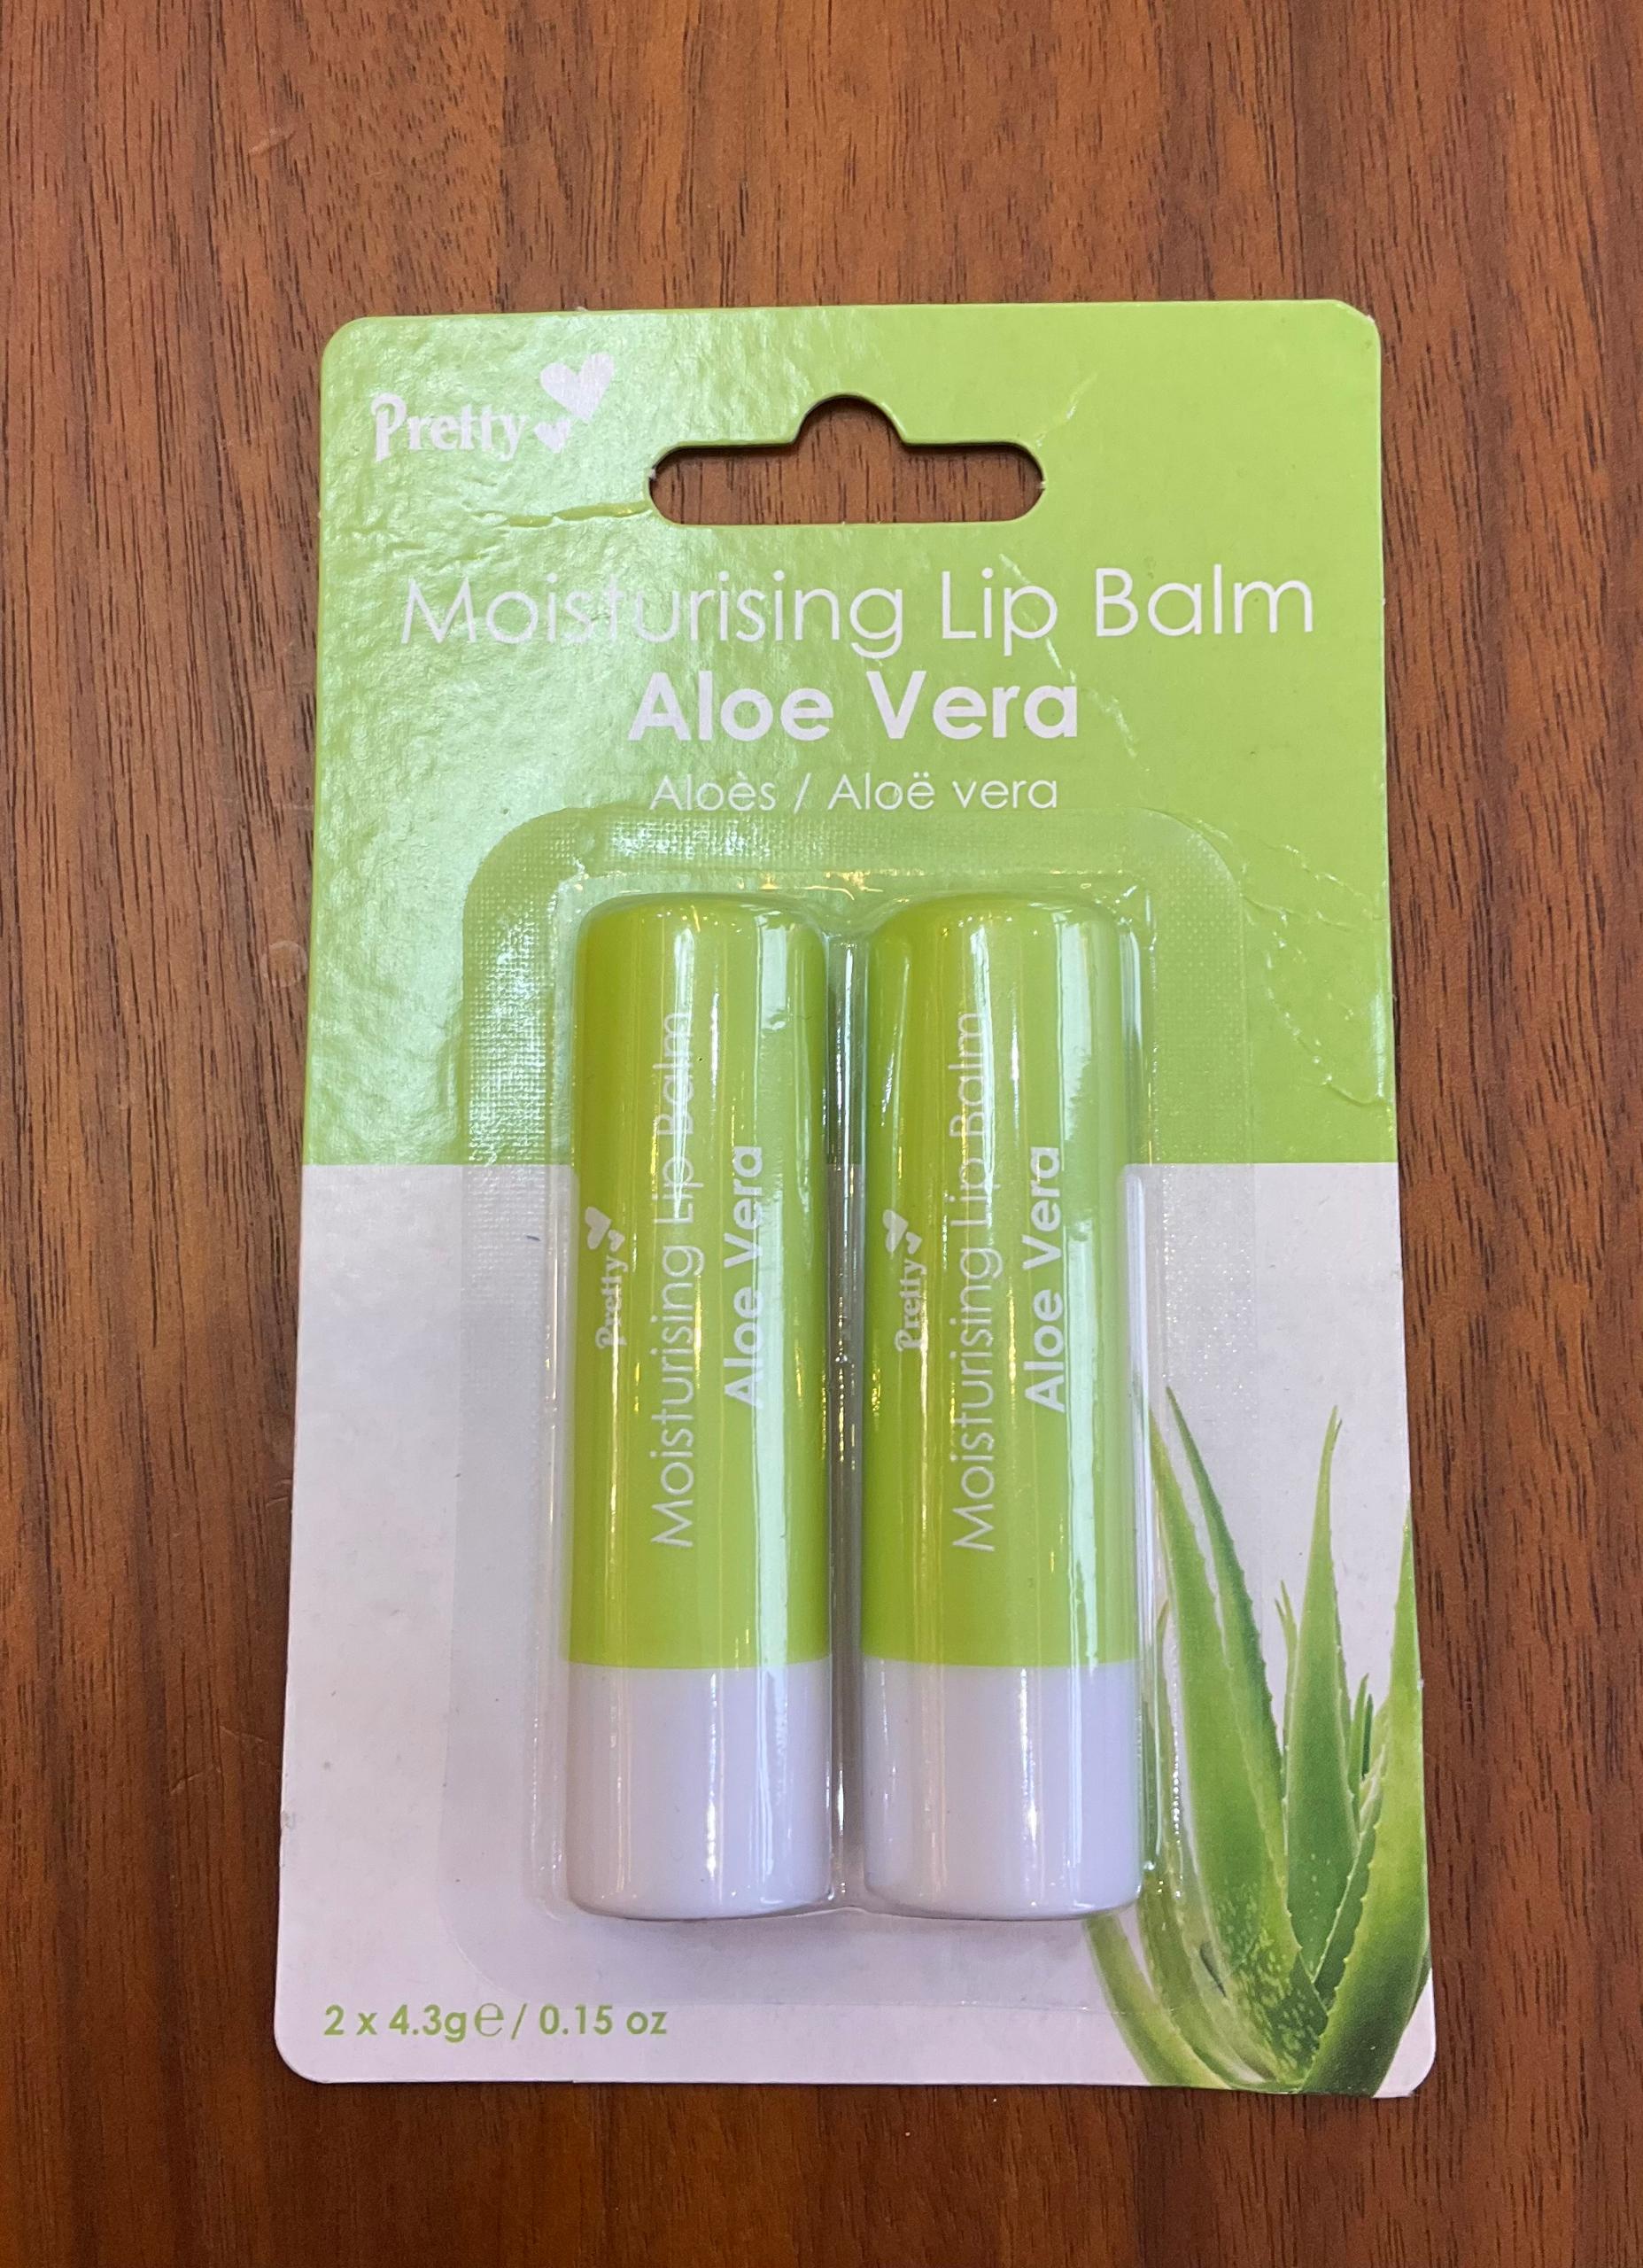 Pretty
Moisturising Lip Balm
Aloe Vera
Aloès / Aloë vera
Pretty
Moisturising Lip Balm
Aloe Vera
Pretty
Moisturising Lip Balm
Aloe Vera
2 x 4.3g℮ / 0.15 oz